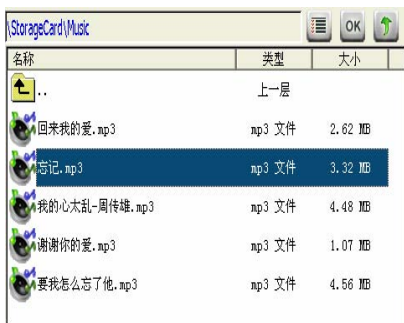 \StorageCard\Music OK
名称 类型 大小
.. 上一层
回来我的爱.mp3 mp3 文件 2.62 MB
忘记.mp3 mp3 文件 3.32 MB
我的心太乱-周传雄.mp3 mp3 文件 4.48 MB
谢谢你的爱.mp3 mp3 文件 1.07 MB
要我怎么忘了他.mp3 mp3 文件 4.56 MB